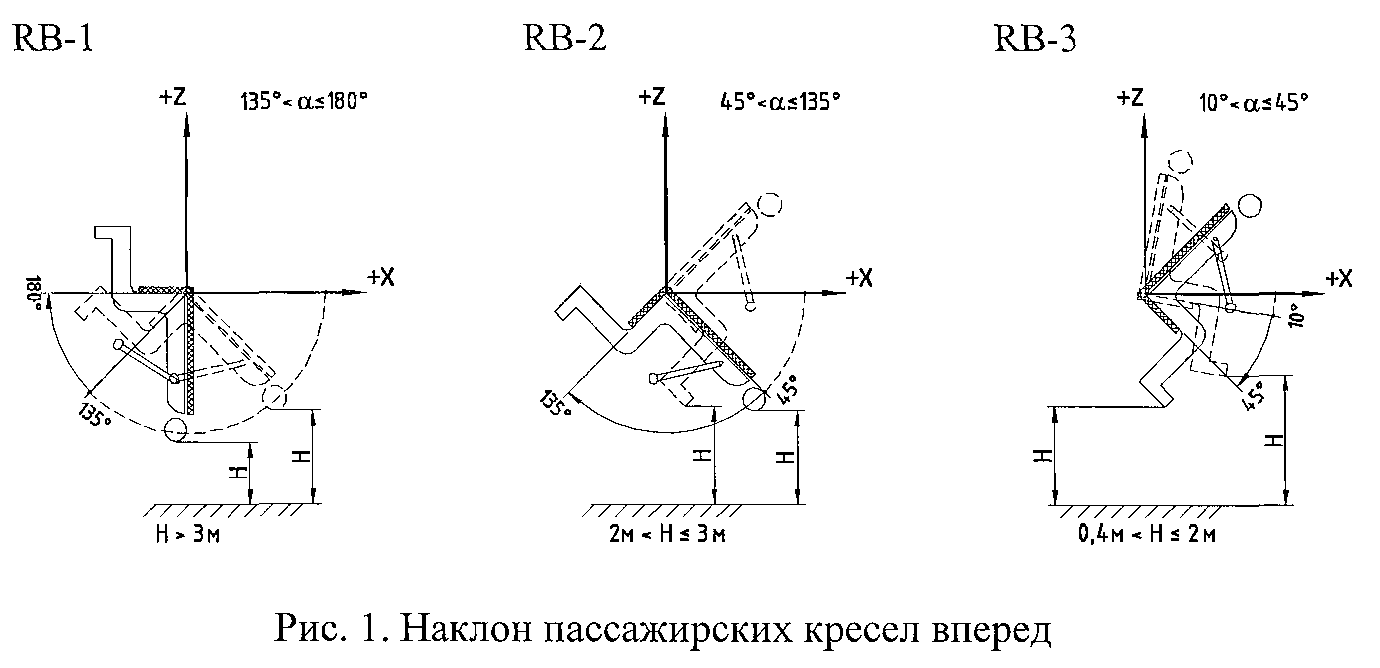 RB-1
RB-2
RB-3
+Z
135°<α≤180°
+Z
45°<α≤135°
+Z
10°<α≤45°
+X
+X
+X
180°
10°
135°
135°
45°
45°
H
H
H
H
H
H
H > 3м
2м < H ≤ 3м
0,4м < H ≤ 2м
Рис. 1. Наклон пассажирских кресел вперед